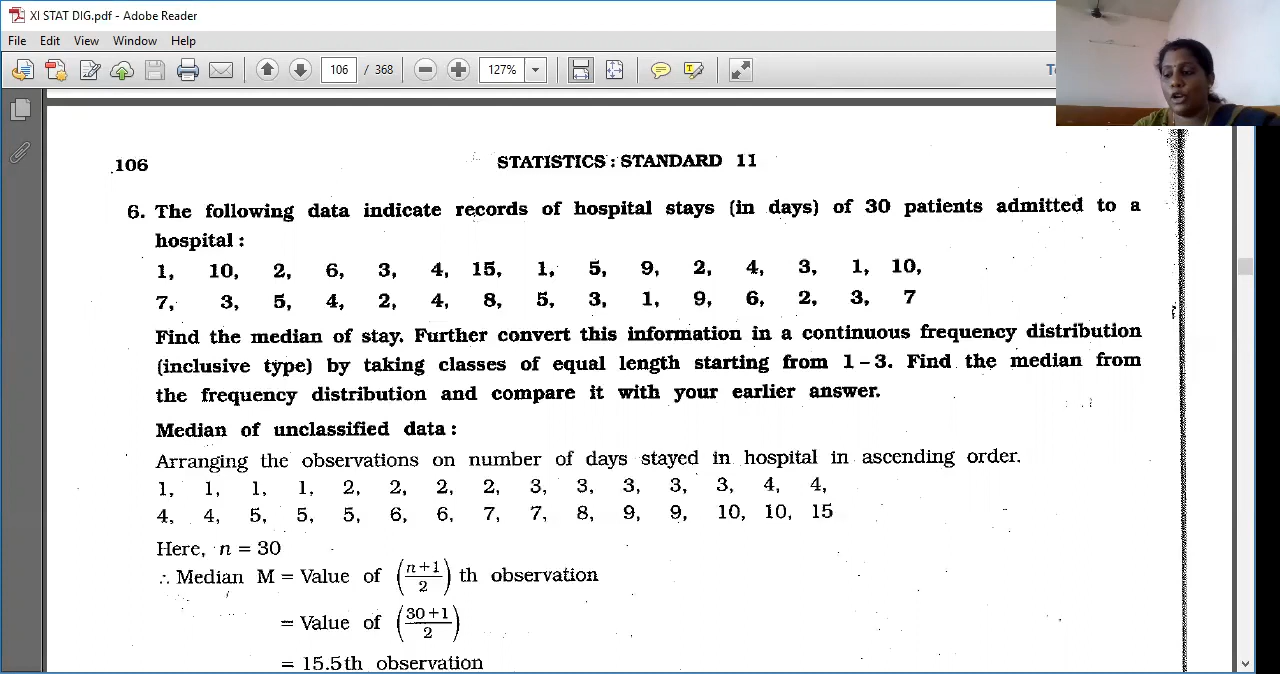 XI STAT DIG.pdf - Adobe Reader
File Edit View Window Help
106 / 368 127%
106 STATISTICS : STANDARD 11
6. The following data indicate records of hospital stays (in days) of 30 patients admitted to a
hospital :
1, 10, 2, 6, 3, 4, 15, 1, 5, 9, 2, 4, 3, 1, 10,
7, 3, 5, 4, 2, 4, 8, 5, 3, 1, 9, 6, 2, 3, 7
Find the median of stay. Further convert this information in a continuous frequency distribution
(inclusive type) by taking classes of equal length starting from 1 – 3. Find the median from
the frequency distribution and compare it with your earlier answer.
Median of unclassified data :
Arranging the observations on number of days stayed in hospital in ascending order.
1, 1, 1, 1, 2, 2, 2, 2, 3, 3, 3, 3, 3, 4, 4,
4, 4, 5, 5, 5, 6, 6, 7, 7, 8, 9, 9, 10, 10, 15
Here, n = 30
∴ Median M = Value of (n+1/2) th observation
= Value of (30+1/2)
= 15.5th observation